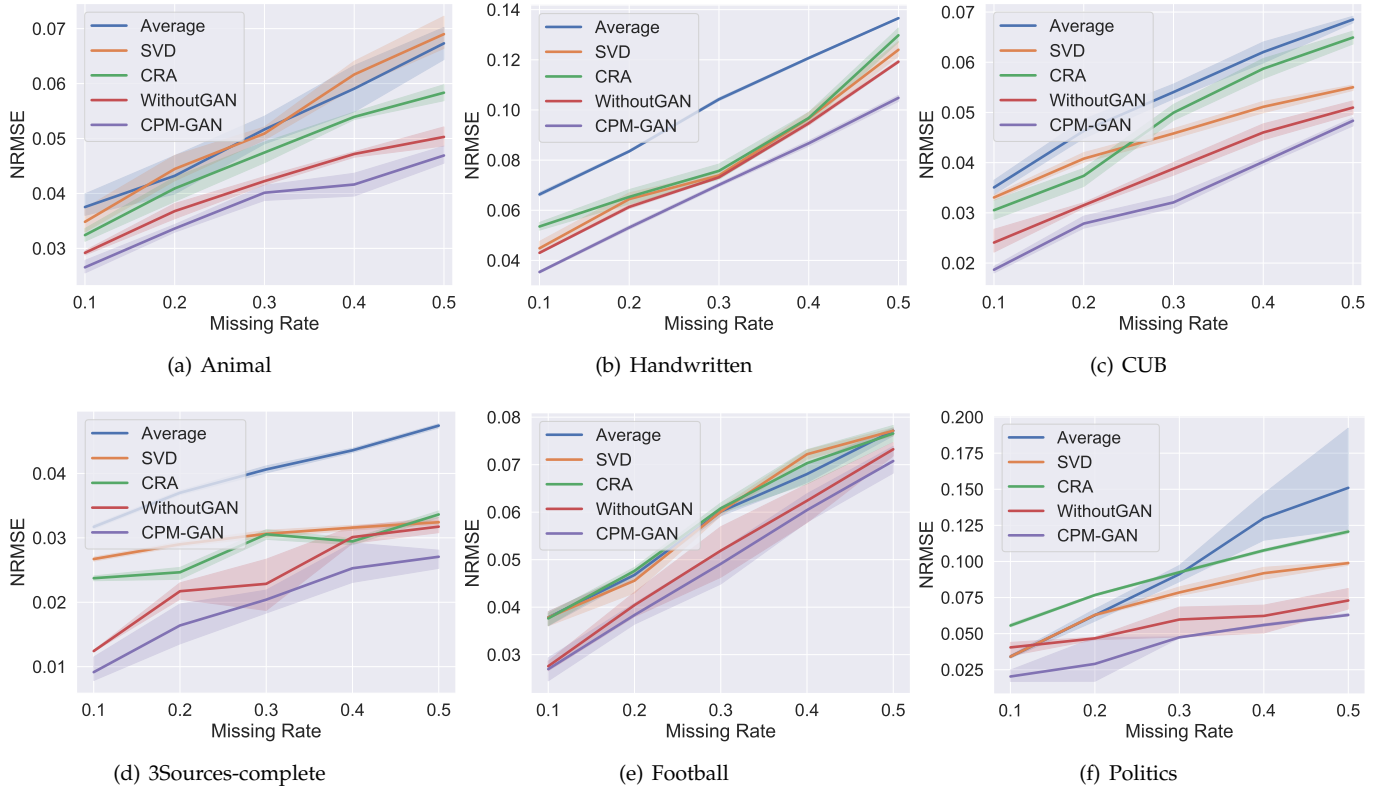 0.07
0.06
0.05
0.04
0.03
NRMSE
Average
SVD
CRA
WithoutGAN
CPM-GAN
0.1 0.2 0.3 0.4 0.5
Missing Rate
(a) Animal
0.14
0.12
0.10
0.08
0.06
0.04
NRMSE
Average
SVD
CRA
WithoutGAN
CPM-GAN
0.1 0.2 0.3 0.4 0.5
Missing Rate
(b) Handwritten
0.07
0.06
0.05
0.04
0.03
0.02
NRMSE
Average
SVD
CRA
WithoutGAN
CPM-GAN
0.1 0.2 0.3 0.4 0.5
Missing Rate
(c) CUB
0.04
0.03
0.02
0.01
NRMSE
Average
SVD
CRA
WithoutGAN
CPM-GAN
0.1 0.2 0.3 0.4 0.5
Missing Rate
(d) 3Sources-complete
0.08
0.07
0.06
0.05
0.04
0.03
NRMSE
Average
SVD
CRA
WithoutGAN
CPM-GAN
0.1 0.2 0.3 0.4 0.5
Missing Rate
(e) Football
0.200
0.175
0.150
0.125
0.100
0.075
0.050
0.025
NRMSE
Average
SVD
CRA
WithoutGAN
CPM-GAN
0.1 0.2 0.3 0.4 0.5
Missing Rate
(f) Politics